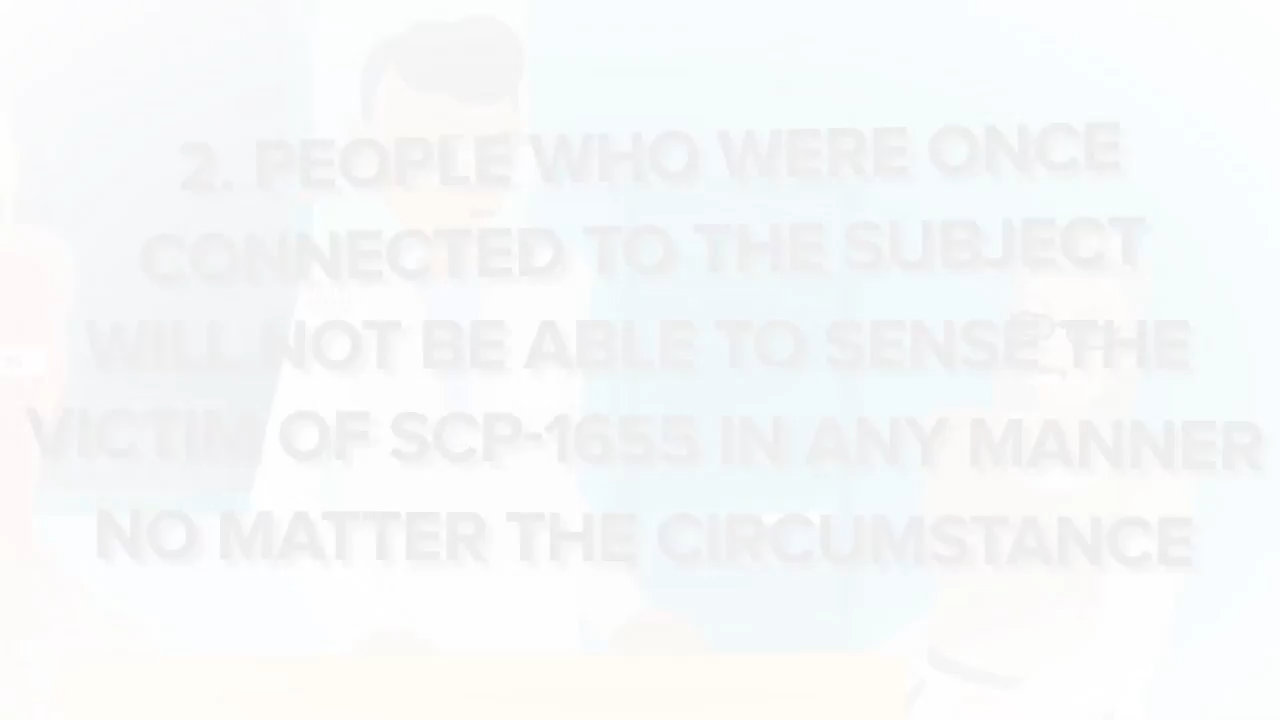 2. PEOPLE WHO WERE ONCE
CONNECTED TO THE SUBJECT
WILL NOT BE ABLE TO SENSE THE
VICTIM OF SCP-1655 IN ANY MANNER
NO MATTER THE CIRCUMSTANCE